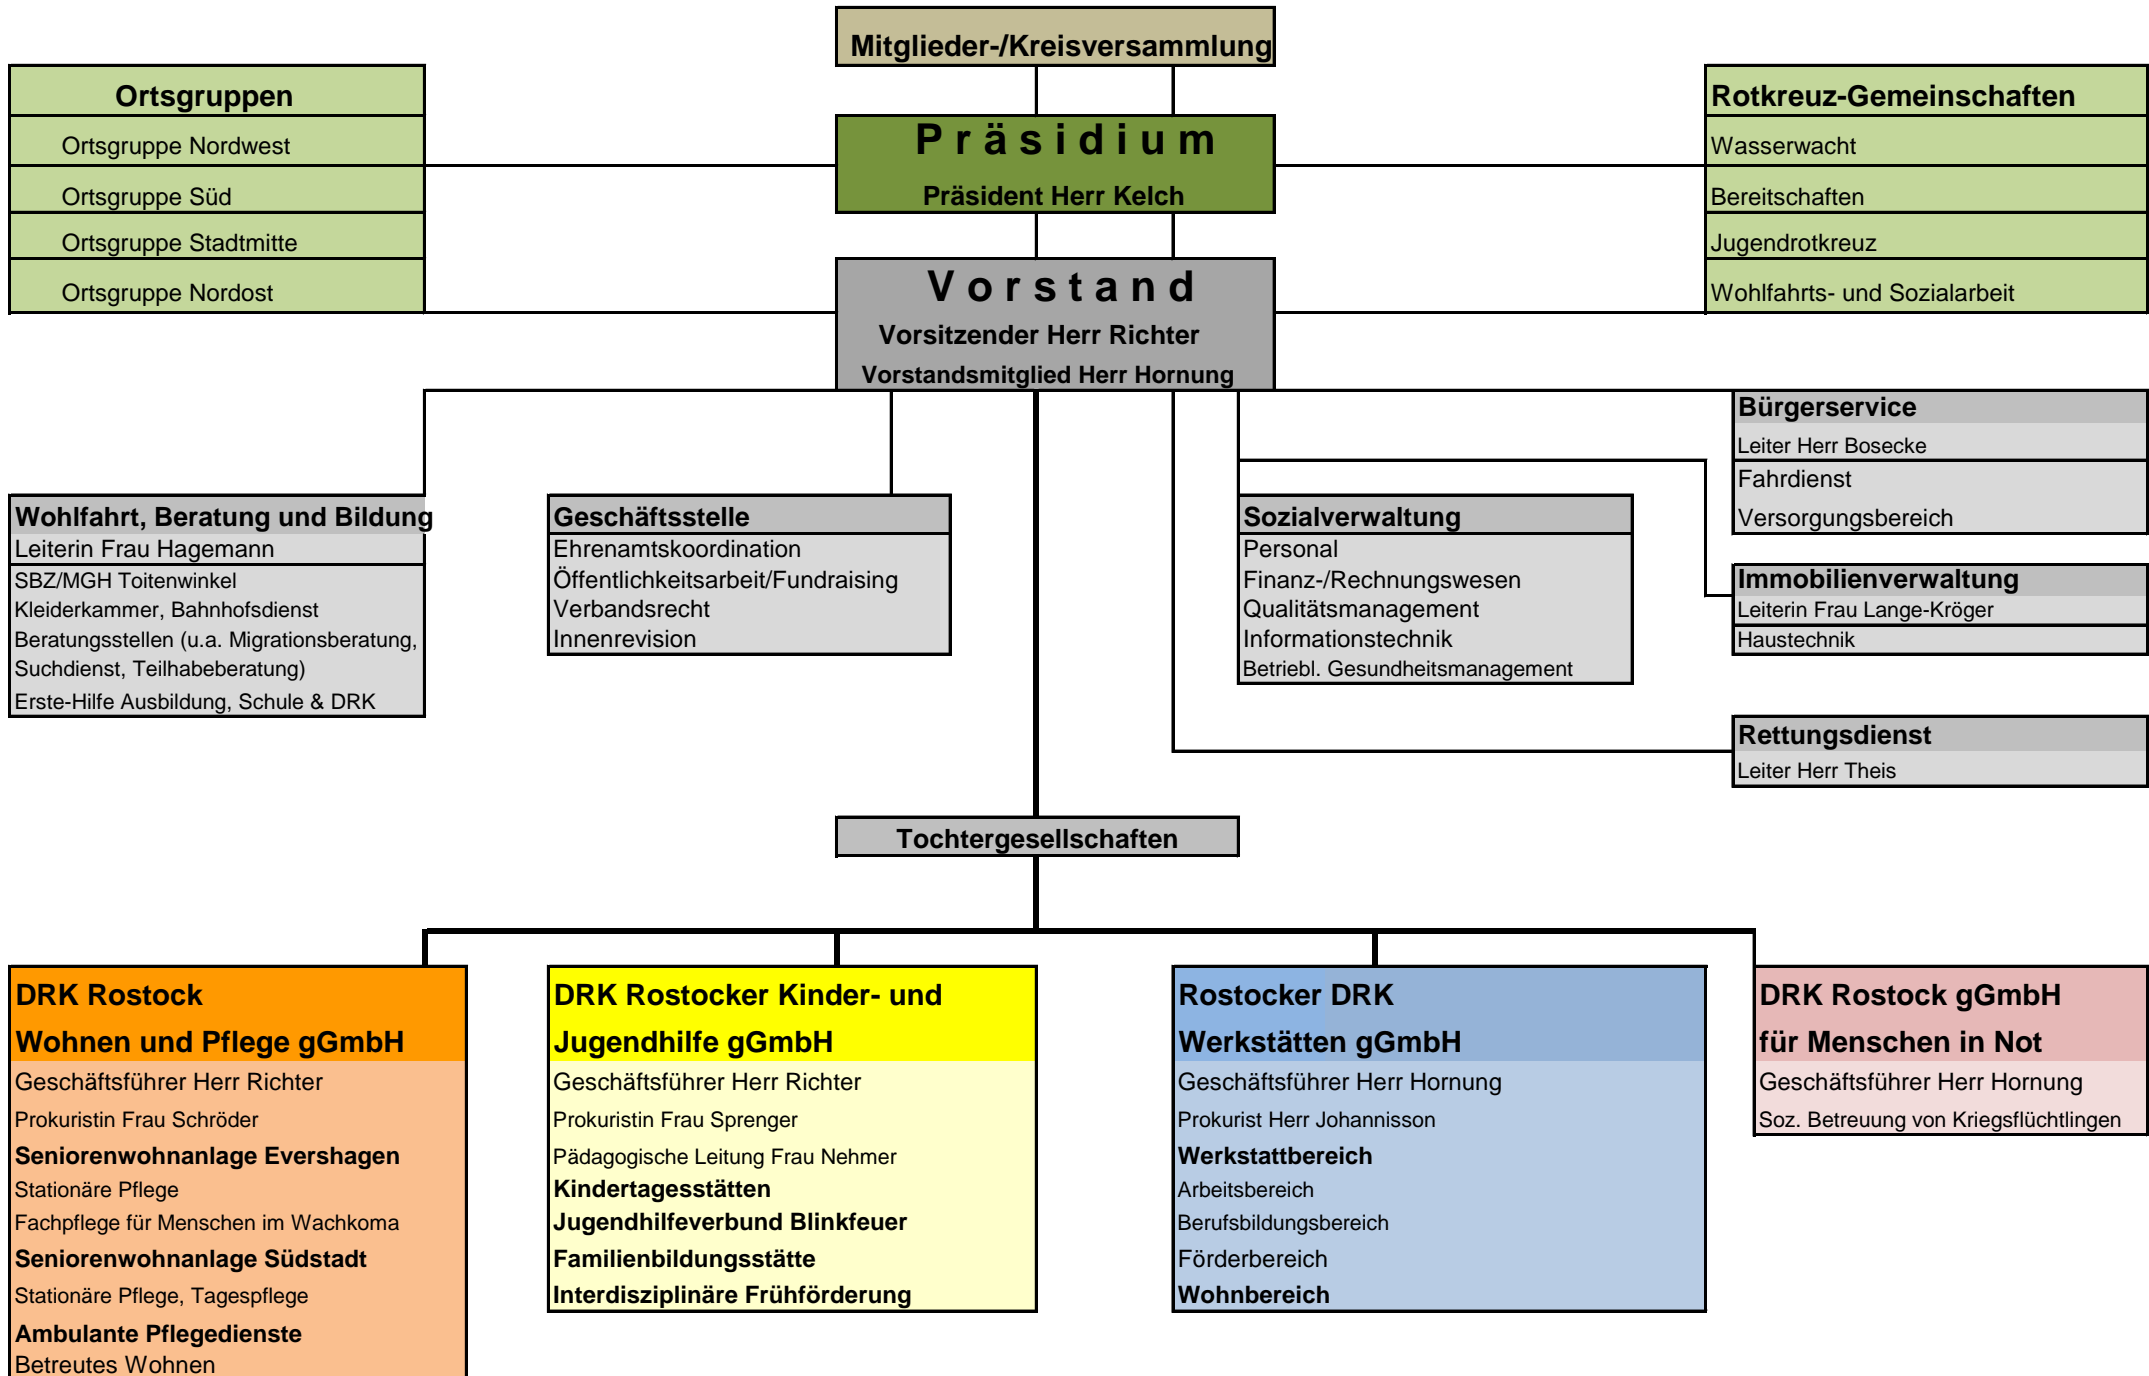 Mitglieder-/Kreisversammlung
Ortsgruppen
Ortsgruppe Nordwest
Ortsgruppe Süd
Ortsgruppe Stadtmitte
Ortsgruppe Nordost
P r ä s i d i u m
Präsident Herr Kelch
Rotkreuz-Gemeinschaften
Wasserwacht
Bereitschaften
Jugendrotkreuz
Wohlfahrts- und Sozialarbeit
V o r s t a n d
Vorsitzender Herr Richter
Vorstandsmitglied Herr Hornung
Wohlfahrt, Beratung und Bildung
Leiterin Frau Hagemann
SBZ/MGH Toitenwinkel
Kleiderkammer, Bahnhofsdienst
Beratungsstellen (u.a. Migrationsberatung,
Suchdienst, Teilhabeberatung)
Erste-Hilfe Ausbildung, Schule & DRK
Geschäftsstelle
Ehrenamtskoordination
Öffentlichkeitsarbeit/Fundraising
Verbandsrecht
Innenrevision
Sozialverwaltung
Personal
Finanz-/Rechnungswesen
Qualitätsmanagement
Informationstechnik
Betriebl. Gesundheitsmanagement
Bürgerservice
Leiter Herr Bosecke
Fahrdienst
Versorgungsbereich
Immobilienverwaltung
Leiterin Frau Lange-Kröger
Haustechnik
Rettungsdienst
Leiter Herr Theis
Tochtergesellschaften
DRK Rostock
Wohnen und Pflege gGmbH
Geschäftsführer Herr Richter
Prokuristin Frau Schröder
Seniorenwohnanlage Evershagen
Stationäre Pflege
Fachpflege für Menschen im Wachkoma
Seniorenwohnanlage Südstadt
Stationäre Pflege, Tagespflege
Ambulante Pflegedienste
Betreutes Wohnen
DRK Rostocker Kinder- und
Jugendhilfe gGmbH
Geschäftsführer Herr Richter
Prokuristin Frau Sprenger
Pädagogische Leitung Frau Nehmer
Kindertagesstätten
Jugendhilfeverbund Blinkfeuer
Familienbildungsstätte
Interdisziplinäre Frühförderung
Rostocker DRK
Werkstätten gGmbH
Geschäftsführer Herr Hornung
Prokurist Herr Johannisson
Werkstattbereich
Arbeitsbereich
Berufsbildungsbereich
Förderbereich
Wohnbereich
DRK Rostock gGmbH
für Menschen in Not
Geschäftsführer Herr Hornung
Soz. Betreuung von Kriegsflüchtlingen